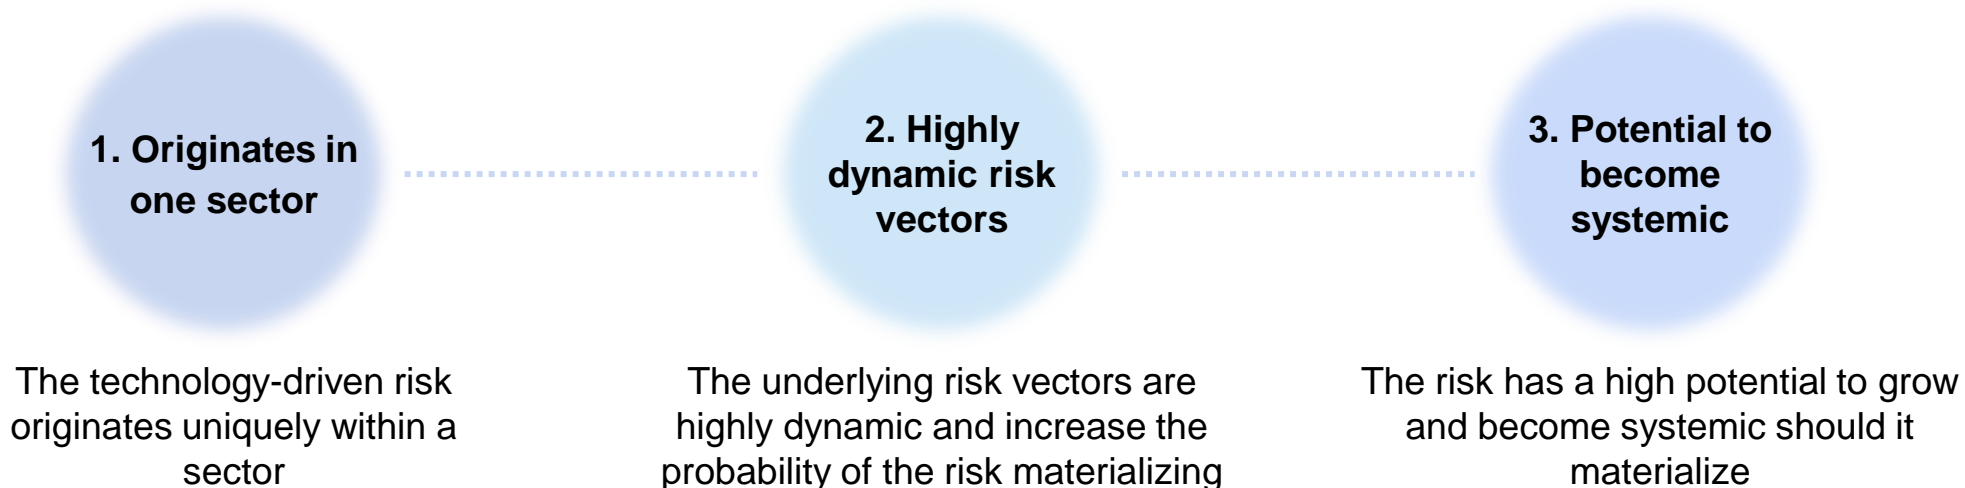 1. Originates in
one sector
2. Highly
dynamic risk
vectors
3. Potential to
become
systemic
The technology-driven risk
originates uniquely within a
sector
The underlying risk vectors are
highly dynamic and increase the
probability of the risk materializing
The risk has a high potential to grow
and become systemic should it
materialize